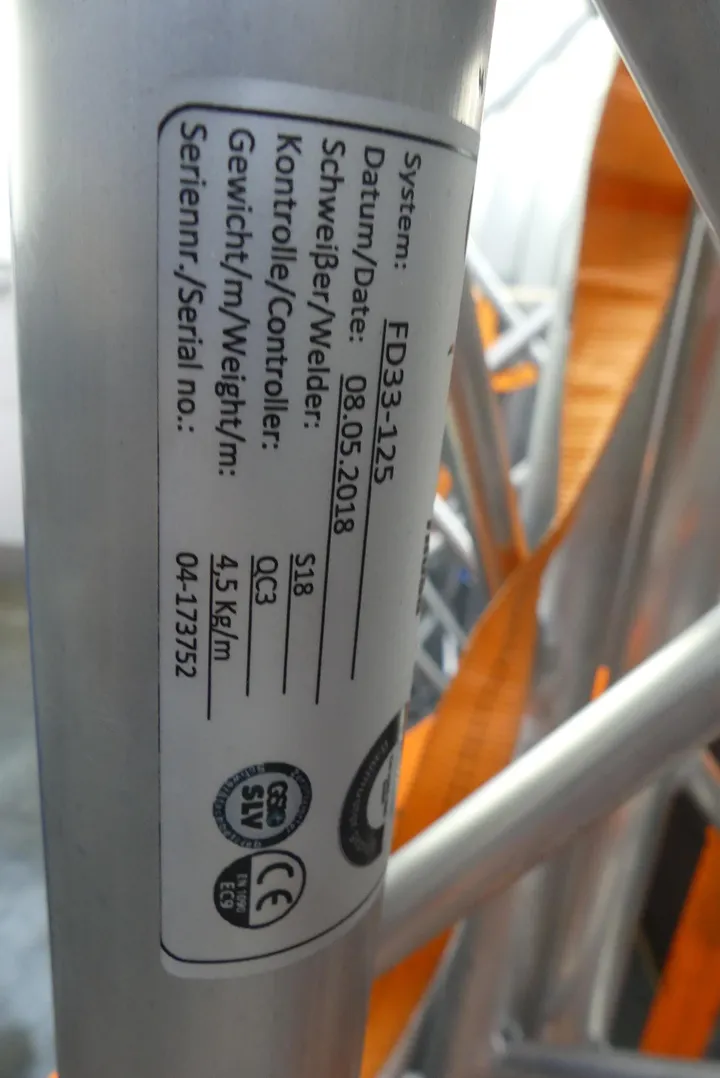 System: FD33-125
Datum/Date: 08.05.2018
Schweißer/Welder: S18
Kontrolle/Controller: QC3
Gewicht/m/Weight/m: 4,5 Kg/m
Seriennr./Serial no.: 04-173752
GSI
SLV
CE
EN 1090
EC9